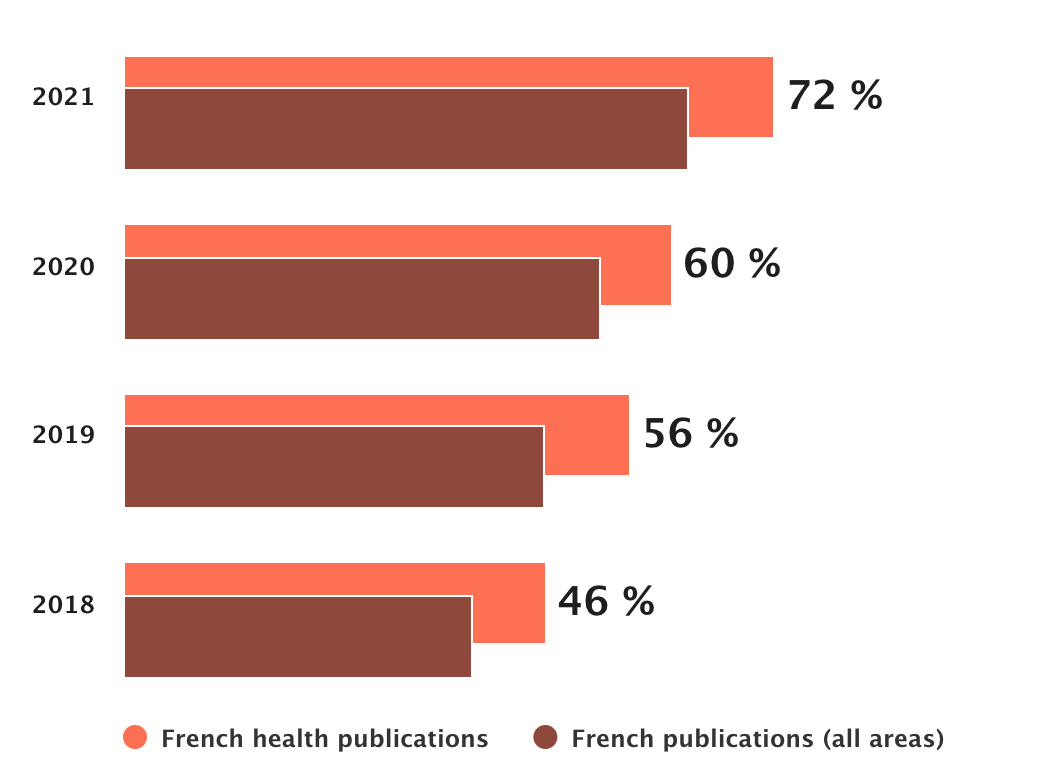 2021 72 %
2020 60 %
2019 56 %
2018 46 %
French health publications French publications (all areas)